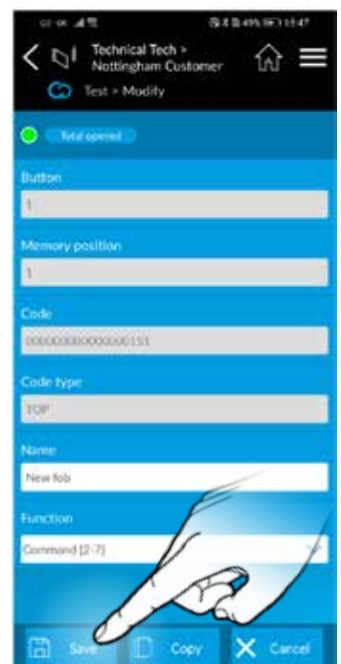 Technical Tech >
Nottingham Customer
Test > Modify
Total opened
Button
1
Memory position
1
Code
Code type
TOP
Name
New fob
Function
Command [2-7]
Save
Copy
Cancel